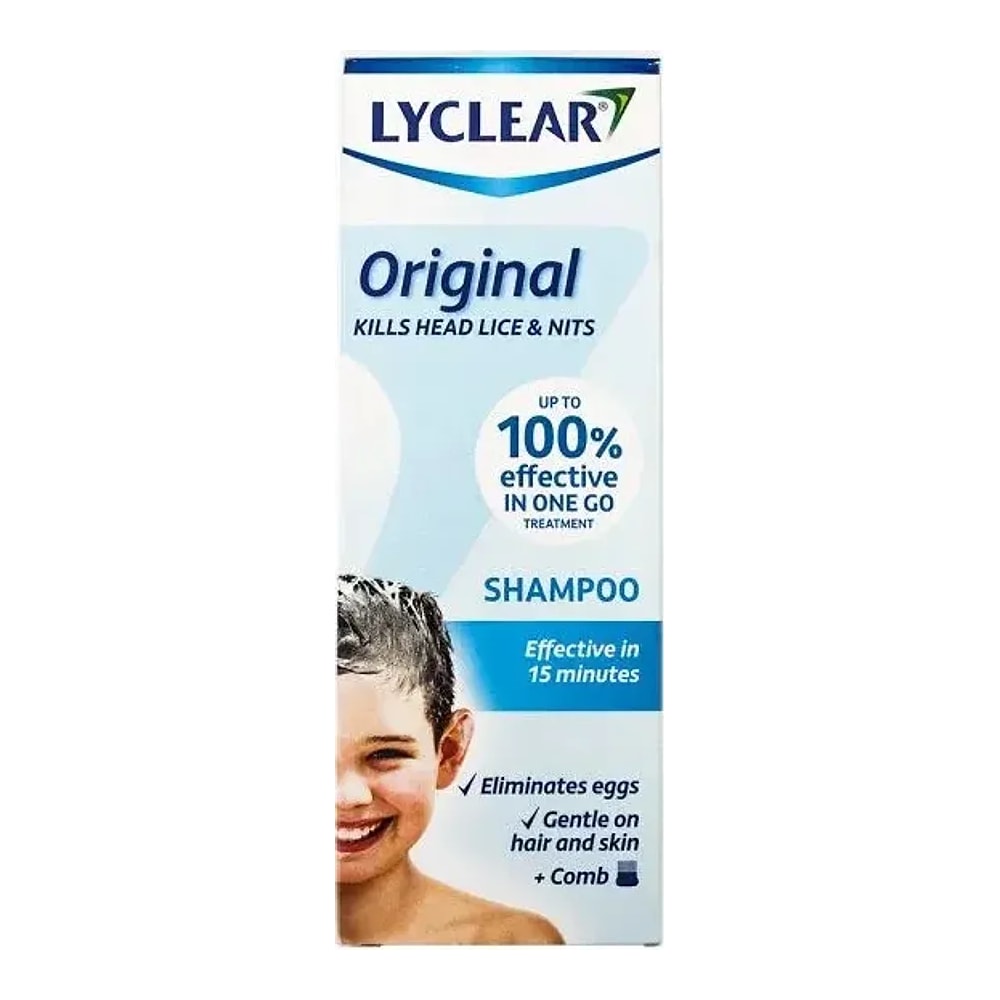 LYCLEAR®
Original
KILLS HEAD LICE & NITS
UP TO
100%
effective
IN ONE GO
TREATMENT
SHAMPOO
Effective in
15 minutes
✓ Eliminates eggs
✓ Gentle on
hair and skin
+ Comb